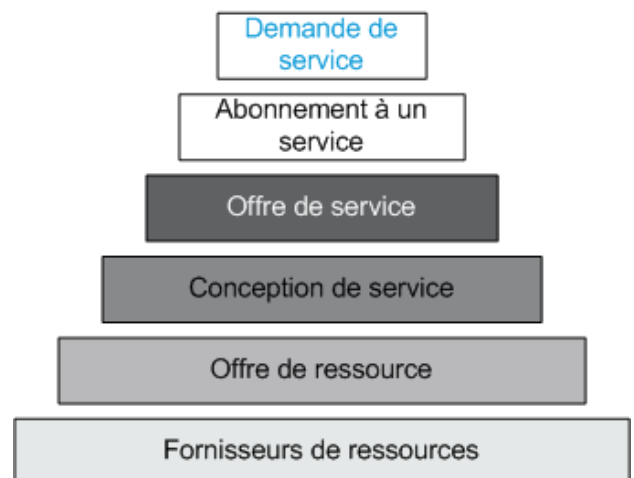 Demande de
service
Abonnement à un
service
Offre de service
Conception de service
Offre de ressource
Fornisseurs de ressources